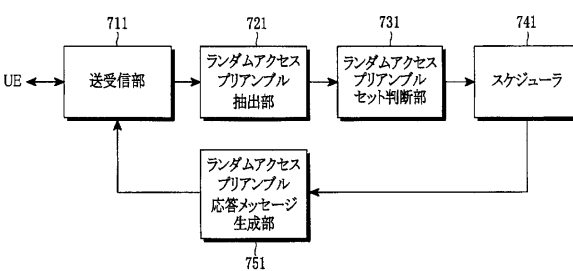 711
721
731
741
UE
送受信部
ランダムアクセス
プリアンブル
抽出部
ランダムアクセス
プリアンブル
セット判断部
スケジューラ
ランダムアクセス
プリアンブル
応答メッセージ
生成部
751